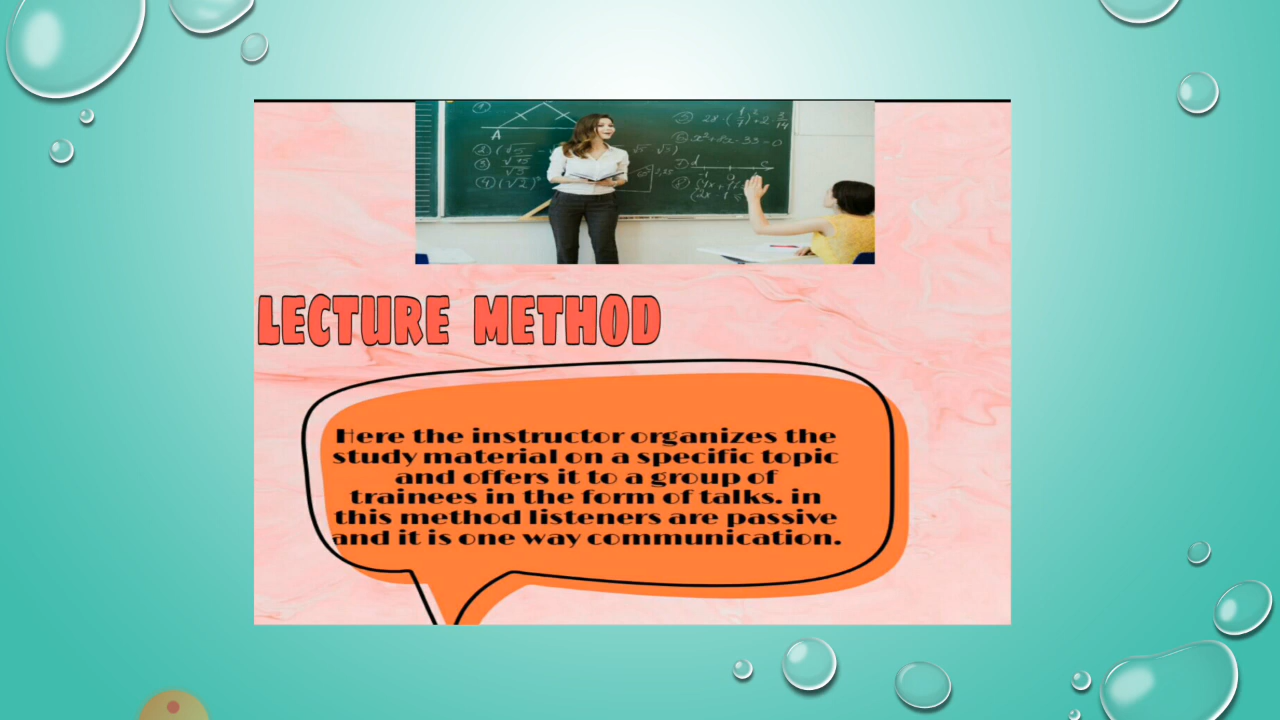 A
LECTURE METHOD
Here the instructor organizes the
study material on a specific topic
and offers it to a group of
trainees in the form of talks. in
this method listeners are passive
and it is one way communication.